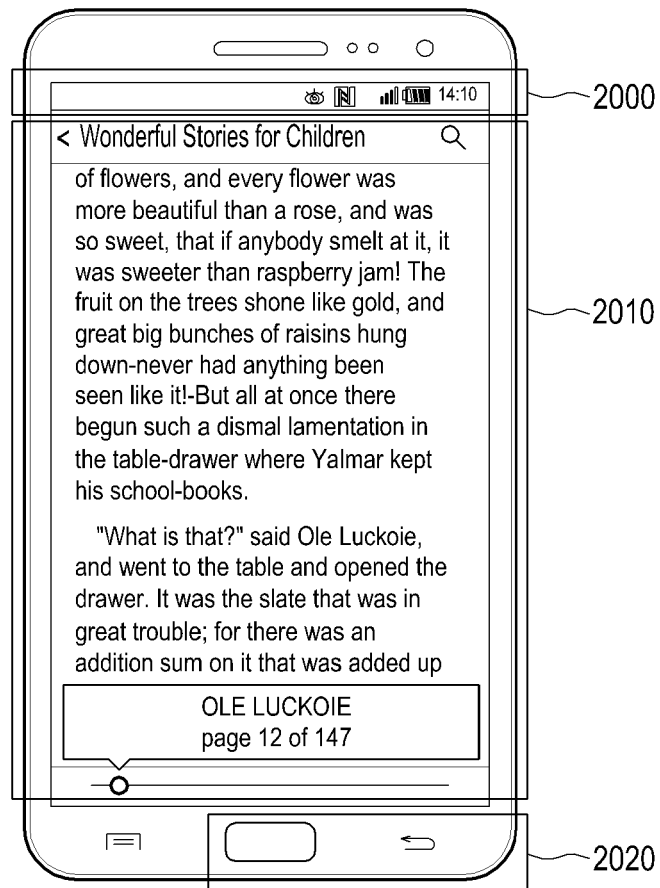 14:10
2000
< Wonderful Stories for Children
of flowers, and every flower was
more beautiful than a rose, and was
so sweet, that if anybody smelt at it, it
was sweeter than raspberry jam! The
fruit on the trees shone like gold, and
great big bunches of raisins hung
down-never had anything been
seen like it!-But all at once there
begun such a dismal lamentation in
the table-drawer where Yalmar kept
his school-books.
"What is that?" said Ole Luckoie,
and went to the table and opened the
drawer. It was the slate that was in
great trouble; for there was an
addition sum on it that was added up
OLE LUCKOIE
page 12 of 147
2010
2020